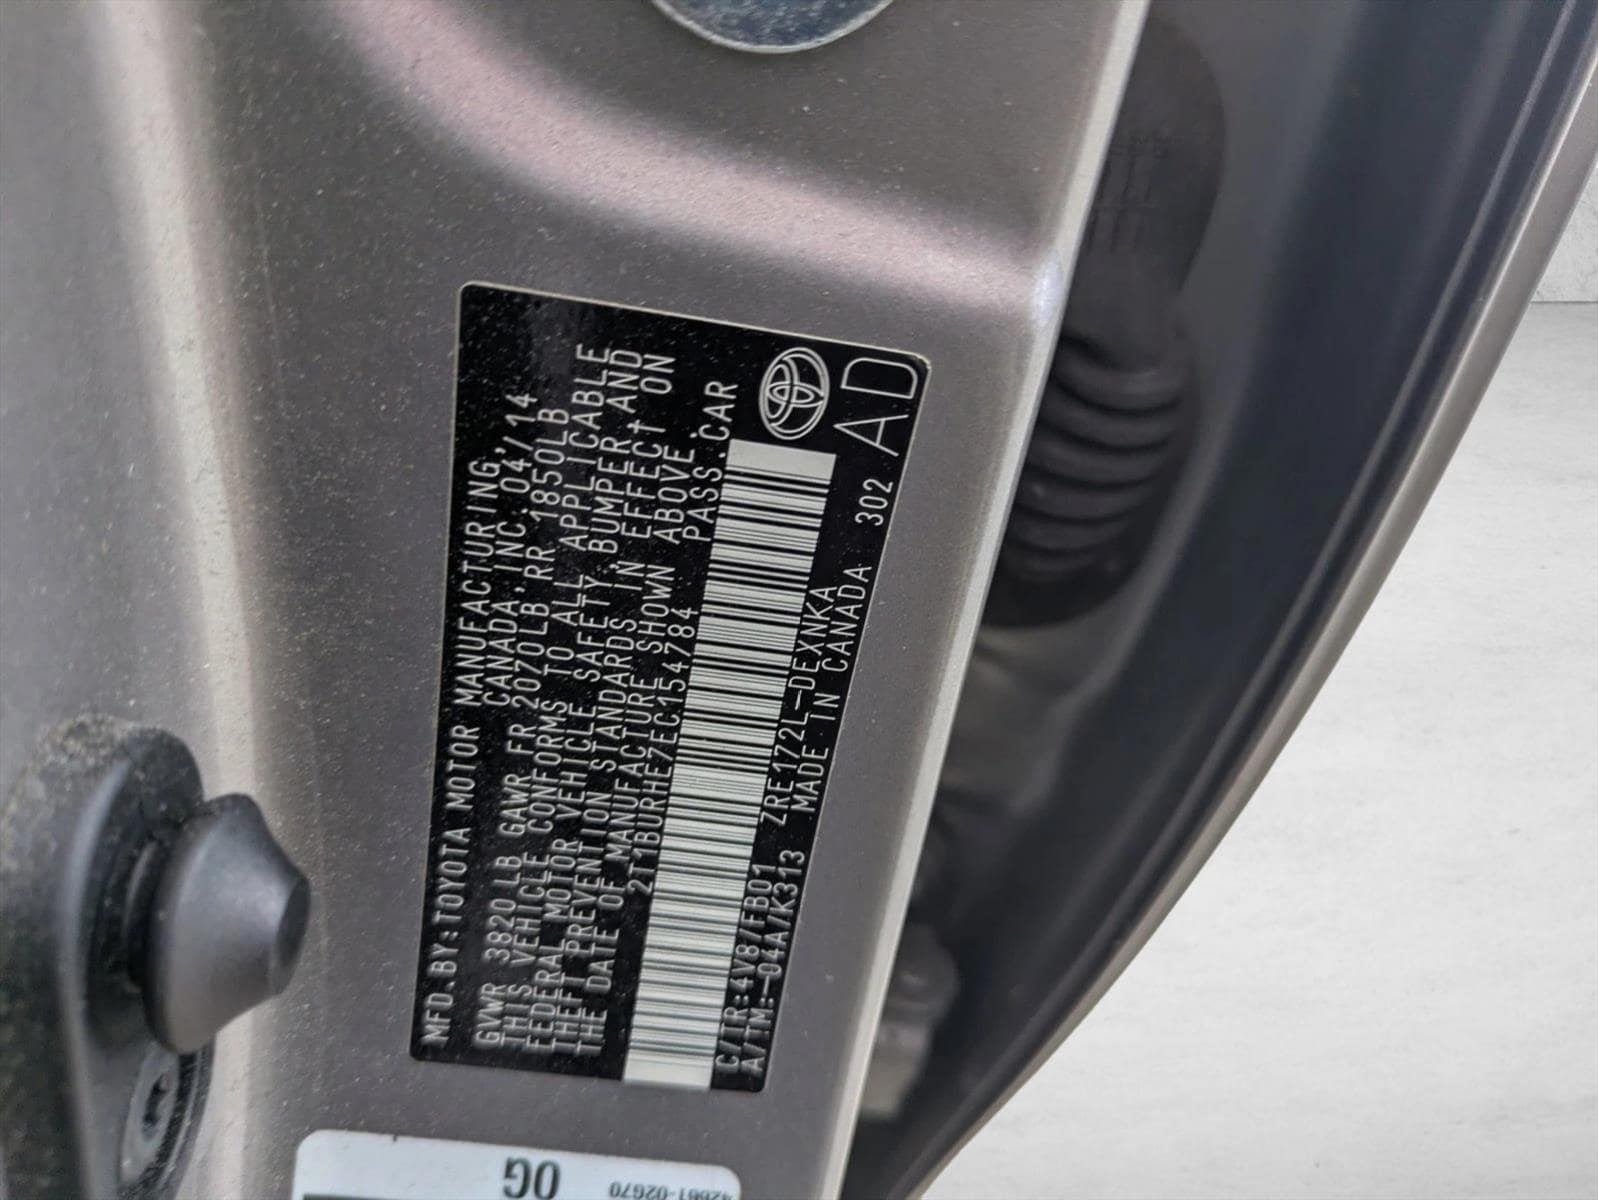 MFD.BY:TOYOTA MOTOR MANUFACTURING,
CANADA,INC. 04/14
GVWR 3820LB GAWR FR 2070LB RR 1850LB
THIS VEHICLE CONFORMS TO ALL APPLICABLE
FEDERAL MOTOR VEHICLE SAFETY,BUMPER AND
THEFT PREVENTION STANDARDS IN EFFECT ON
THE DATE OF MANUFACTURE SHOWN ABOVE.
2T1BURHE7EC154784 PASS.CAR
C/TR:4V8/FB01 ZRE172L-DEXNKA
A/TM:-04A/K313 MADE IN CANADA 302
AD
0G
42661-02G70